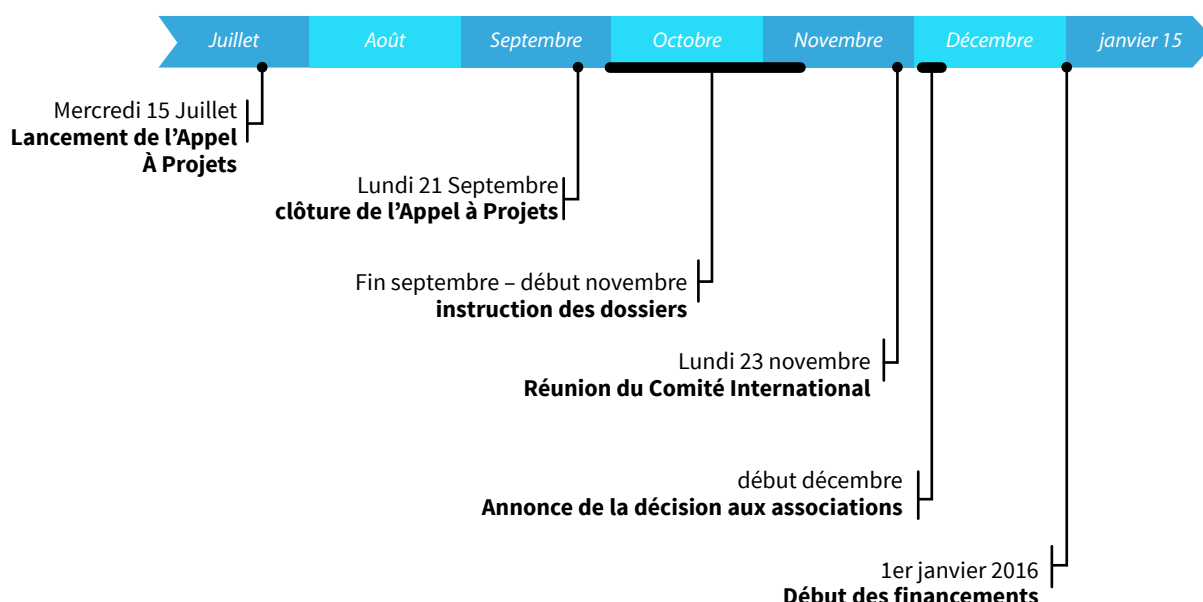 Juillet Août Septembre Octobre Novembre Décembre janvier 15
Mercredi 15 Juillet
Lancement de l'Appel
À Projets
Lundi 21 Septembre
clôture de l'Appel à Projets
Fin septembre – début novembre
instruction des dossiers
Lundi 23 novembre
Réunion du Comité International
début décembre
Annonce de la décision aux associations
1er janvier 2016
Début des financements